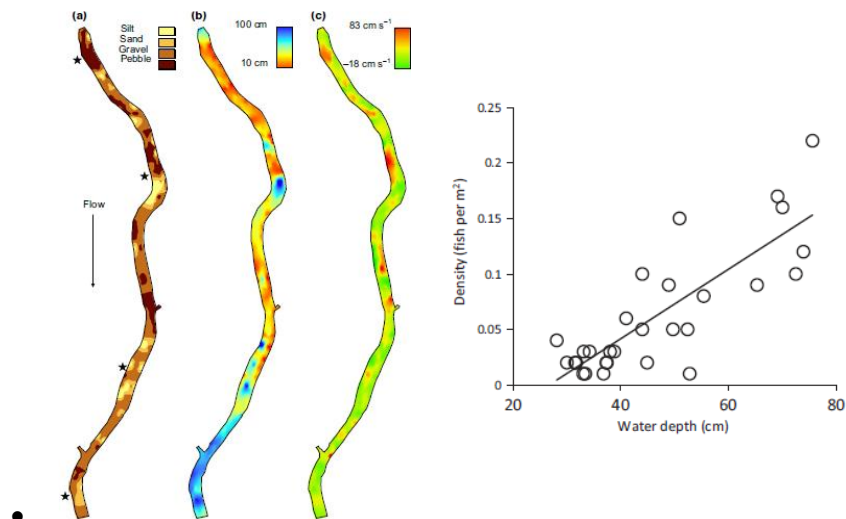 (a)
Silt
Sand
Gravel
Pebble
Flow
(b)
100 cm
10 cm
(c)
83 cm s⁻¹
–18 cm s⁻¹
0.25
0.2
0.15
0.1
0.05
0
Density (fish per m²)
20
40
60
80
Water depth (cm)